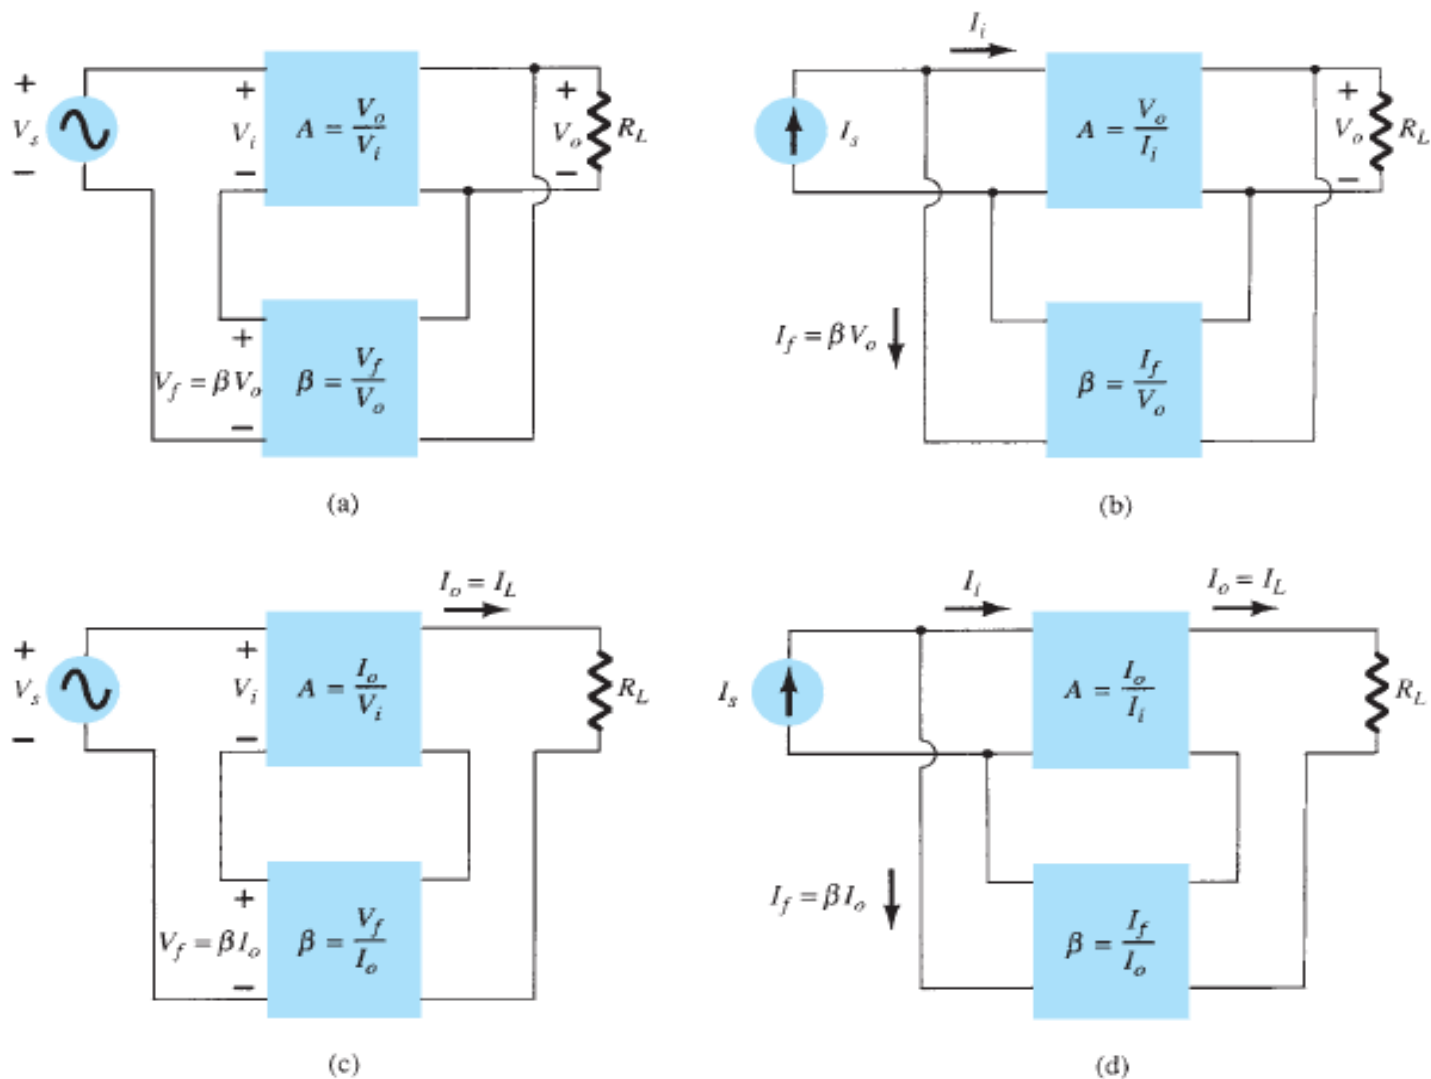 + V_s −
+ V_i −
A = V_o / V_i
+ V_o −
R_L
+
V_f = βV_o
−
β = V_f / V_o
(a)
I_i
I_s
A = V_o / I_i
+ V_o −
R_L
I_f = βV_o
β = I_f / V_o
(b)
I_o = I_L
+ V_s −
+ V_i −
A = I_o / V_i
R_L
+
V_f = βI_o
−
β = V_f / I_o
(c)
I_i
I_o = I_L
I_s
A = I_o / I_i
R_L
I_f = βI_o
β = I_f / I_o
(d)